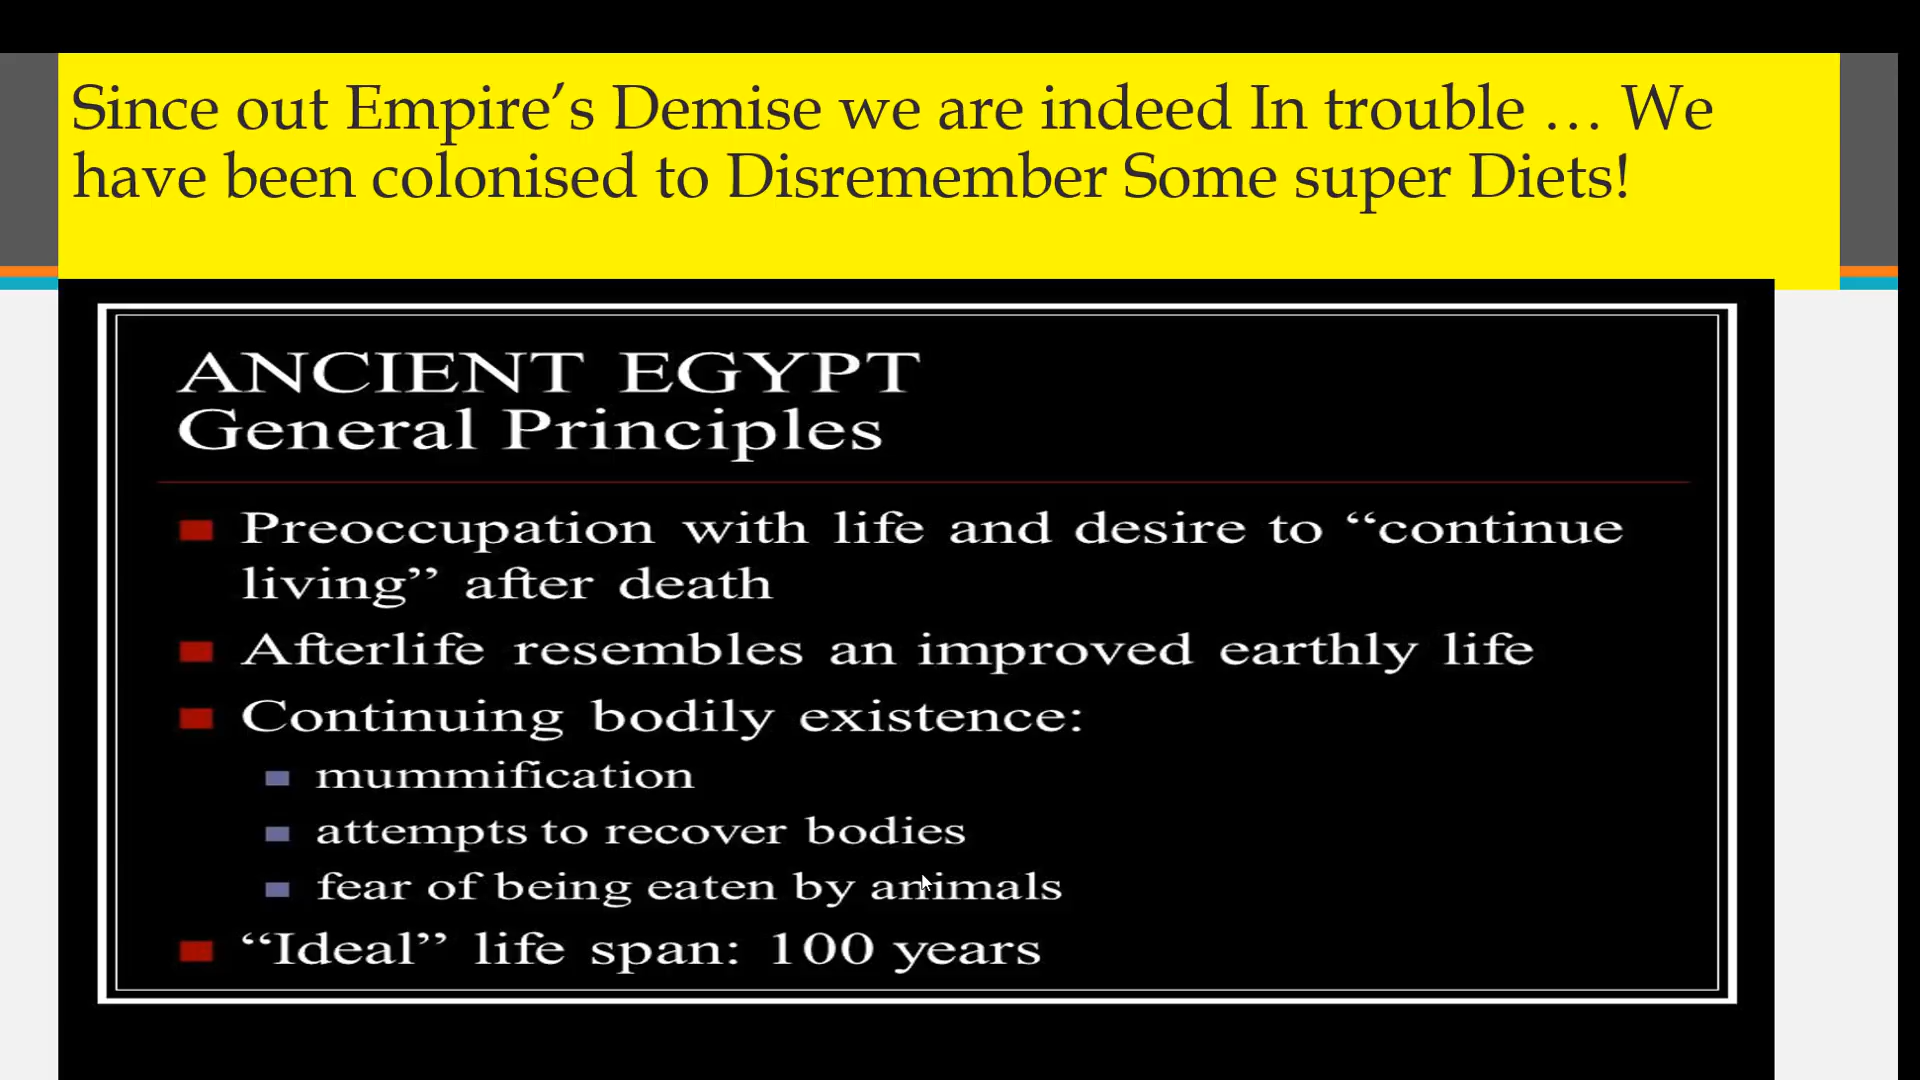 Since out Empire’s Demise we are indeed In trouble … We
have been colonised to Disremember Some super Diets!
ANCIENT EGYPT
General Principles
Preoccupation with life and desire to “continue
living” after death
Afterlife resembles an improved earthly life
Continuing bodily existence:
mummification
attempts to recover bodies
fear of being eaten by animals
“Ideal” life span: 100 years